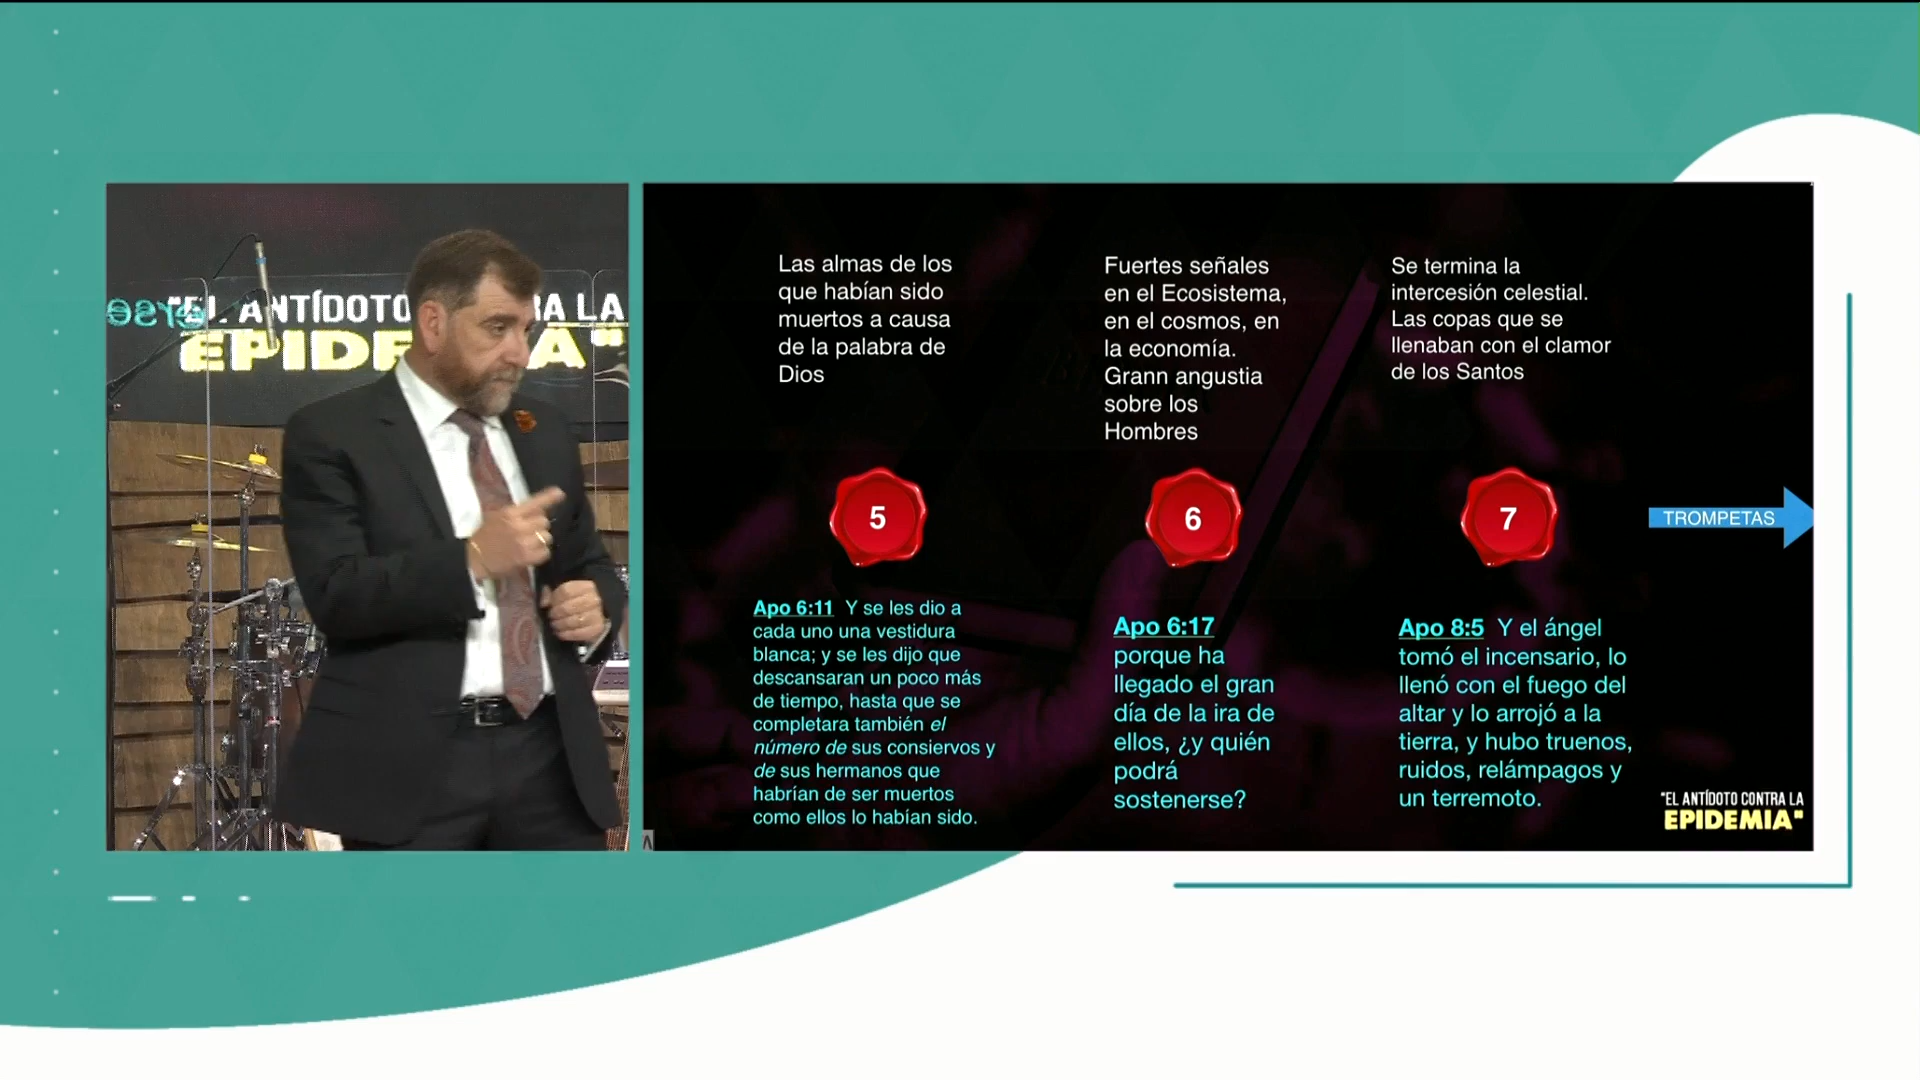 erse
"EL ANTÍDOTO
RA LA
EPIDE
A"
Las almas de los
que habían sido
muertos a causa
de la palabra de
Dios
Fuertes señales
en el Ecosistema,
en el cosmos, en
la economía.
Grann angustia
sobre los
Hombres
Se termina la
intercesión celestial.
Las copas que se
llenaban con el clamor
de los Santos
5
6
7
TROMPETAS
Apo 6:11 Y se les dio a
cada uno una vestidura
blanca; y se les dijo que
descansaran un poco más
de tiempo, hasta que se
completara también el
número de sus consiervos y
de sus hermanos que
habrían de ser muertos
como ellos lo habían sido.
Apo 6:17
porque ha
llegado el gran
día de la ira de
ellos, ¿y quién
podrá
sostenerse?
Apo 8:5 Y el ángel
tomó el incensario, lo
llenó con el fuego del
altar y lo arrojó a la
tierra, y hubo truenos,
ruidos, relámpagos y
un terremoto.
"EL ANTÍDOTO CONTRA LA
EPIDEMIA"